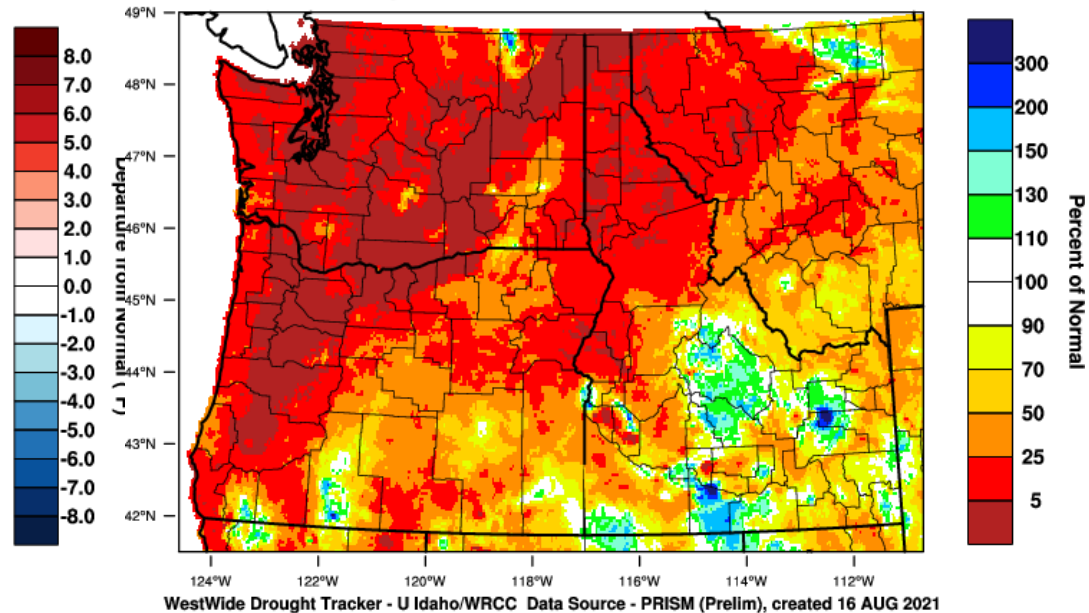 8.0
7.0
6.0
5.0
4.0
3.0
2.0
1.0
0.0
-1.0
-2.0
-3.0
-4.0
-5.0
-6.0
-7.0
-8.0
Departure from Normal (°F)
49°N
48°N
47°N
46°N
45°N
44°N
43°N
42°N
124°W
122°W
120°W
118°W
116°W
114°W
112°W
300
200
150
130
110
100
90
70
50
25
5
Percent of Normal
WestWide Drought Tracker - U Idaho/WRCC Data Source - PRISM (Prelim), created 16 AUG 2021